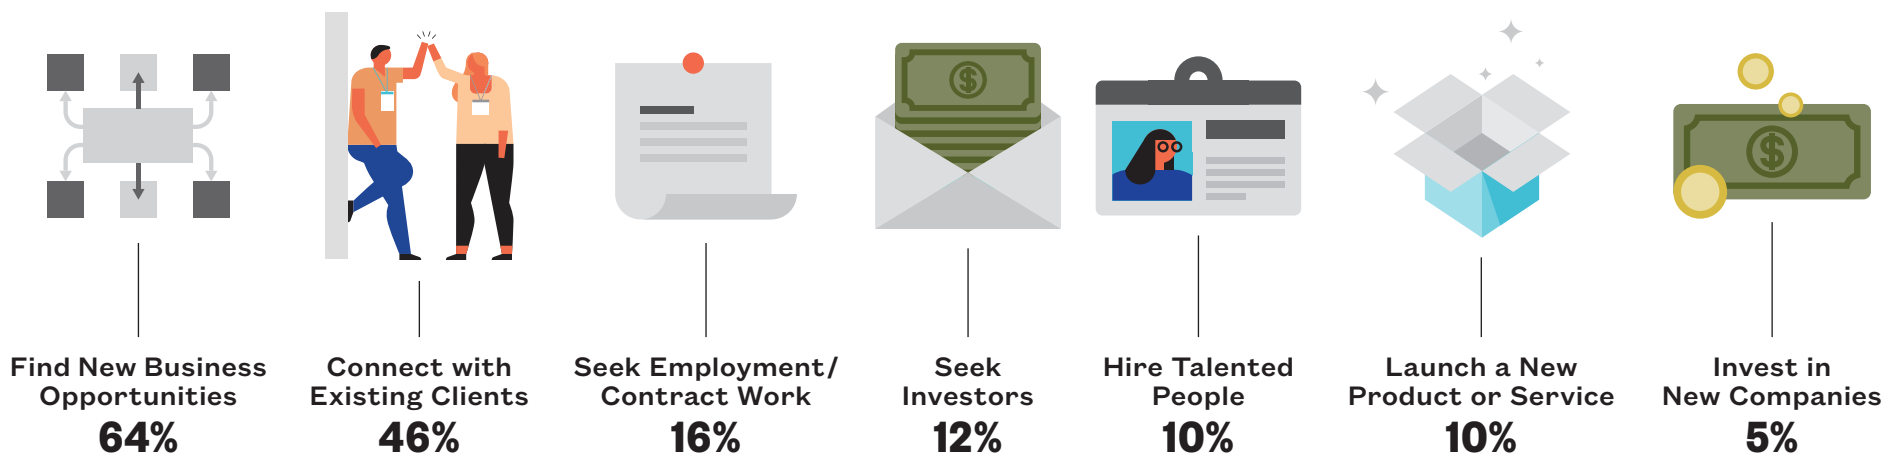 Find New Business
Opportunities
64%
Connect with
Existing Clients
46%
Seek Employment/
Contract Work
16%
Seek
Investors
12%
Hire Talented
People
10%
Launch a New
Product or Service
10%
Invest in
New Companies
5%
$
$